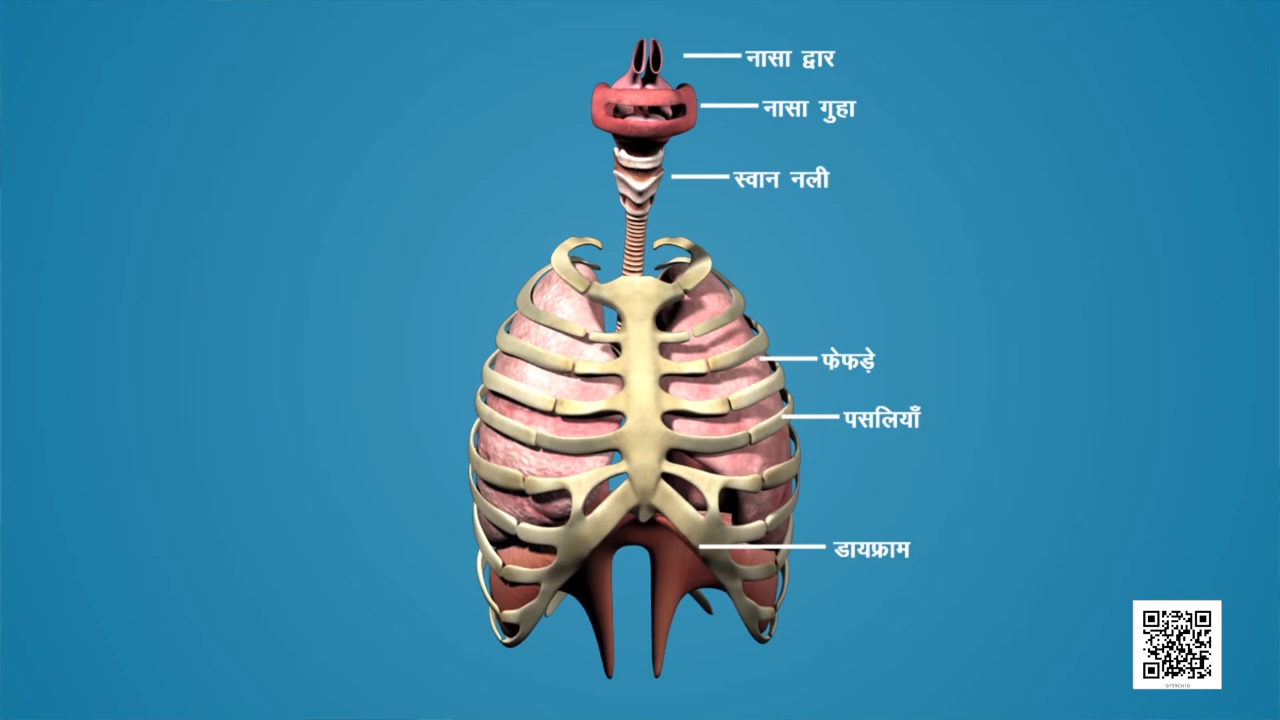 नासा द्वार
नासा गुहा
स्वान नली
फेफड़े
पसलियाँ
डायफ्राम